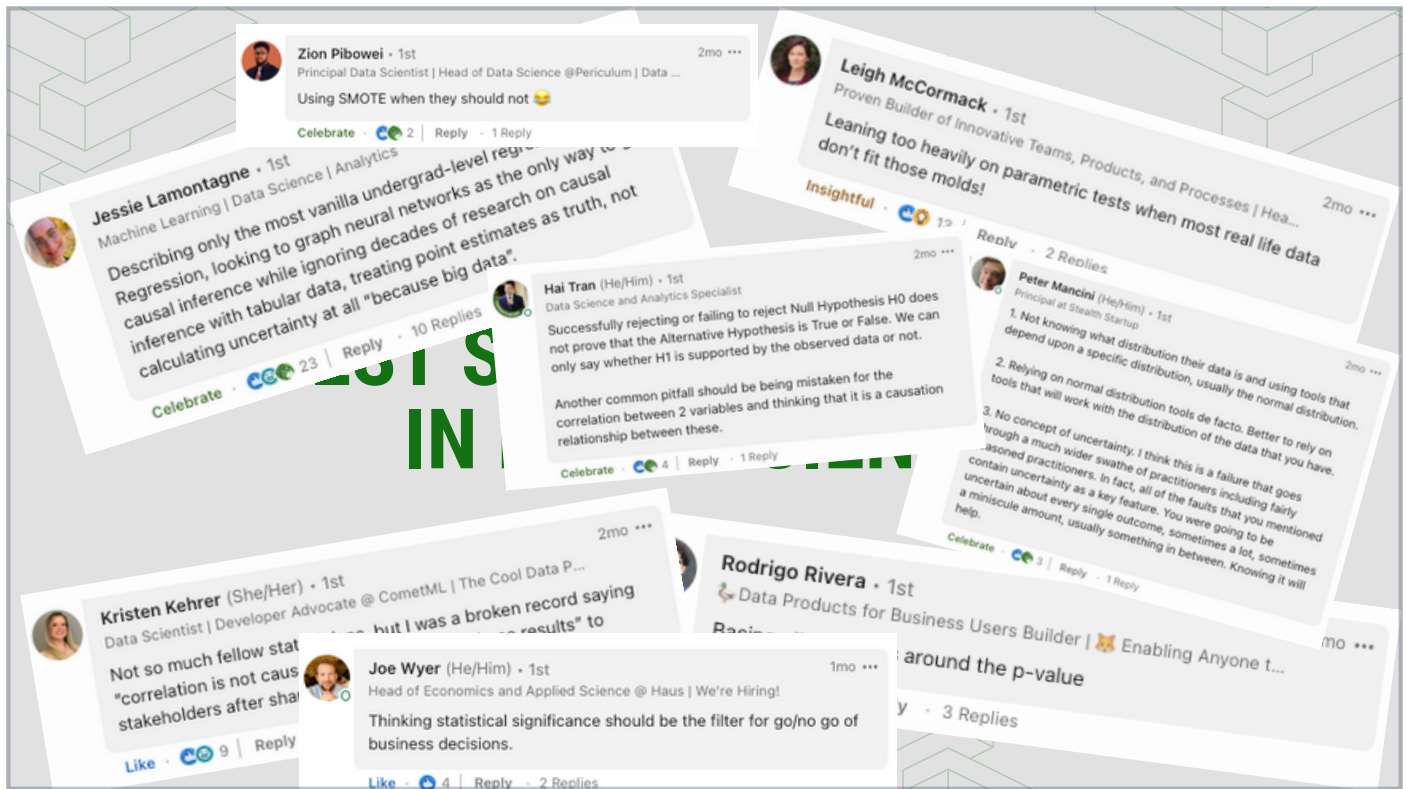 Zion Pibowei · 1st
2mo ···
Principal Data Scientist | Head of Data Science @Periculum | Data ...
Using SMOTE when they should not 😂
Celebrate · 2 | Reply · 1 Reply
Leigh McCormack · 1st
2mo ···
Proven Builder of Innovative Teams, Products, and Processes | Hea...
Leaning too heavily on parametric tests when most real life data
don't fit those molds!
Insightful · Reply · 2 Replies
Jessie Lamontagne · 1st
Machine Learning | Data Science | Analytics
Describing only the most vanilla undergrad-level
Regression, looking to graph neural networks as the only way to
causal inference while ignoring decades of research on causal
inference with tabular data, treating point estimates as truth, not
calculating uncertainty at all "because big data".
Celebrate · 23 | Reply · 10 Replies
Hai Tran (He/Him) · 1st
2mo ···
Data Science and Analytics Specialist
Successfully rejecting or failing to reject Null Hypothesis H0 does
not prove that the Alternative Hypothesis is True or False. We can
only say whether H1 is supported by the observed data or not.
Another common pitfall should be being mistaken for the
correlation between 2 variables and thinking that it is a causation
relationship between these.
Celebrate · 4 | Reply · 1 Reply
Peter Mancini (He/Him) · 1st
2mo ···
Principal at Stealth Startup
1. Not knowing what distribution their data is and using tools that
depend upon a specific distribution, usually the normal distribution.
2. Relying on normal distribution tools de facto. Better to rely on
tools that will work with the distribution of the data that you have.
3. No concept of uncertainty. I think this is a failure that goes
through a much wider swathe of practitioners including fairly
seasoned practitioners. In fact, all of the faults that you mentioned
contain uncertainty as a key feature. You were going to be
uncertain about every single outcome, sometimes a lot, sometimes
a miniscule amount, usually something in between. Knowing it will
help.
Celebrate · 3 | Reply · 1 Reply
IN
Kristen Kehrer (She/Her) · 1st
2mo ···
Data Scientist | Developer Advocate @ CometML | The Cool Data P...
Not so much fellow but I was a broken record saying
"correlation is not results" to
stakeholders after
Like · 9 | Reply
Rodrigo Rivera · 1st
mo ···
🦆Data Products for Business Users Builder | 🦊 Enabling Anyone t...
around the p-value
· 3 Replies
Joe Wyer (He/Him) · 1st
1mo ···
Head of Economics and Applied Science @ Haus | We're Hiring!
Thinking statistical significance should be the filter for go/no go of
business decisions.
Like · 4 | Reply · 2 Replies